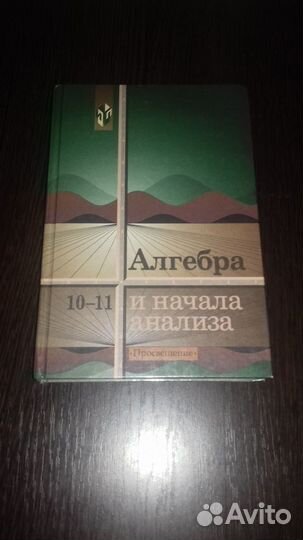 Алгебра
10–11 и начала
анализа
«Просвещение»
Avito